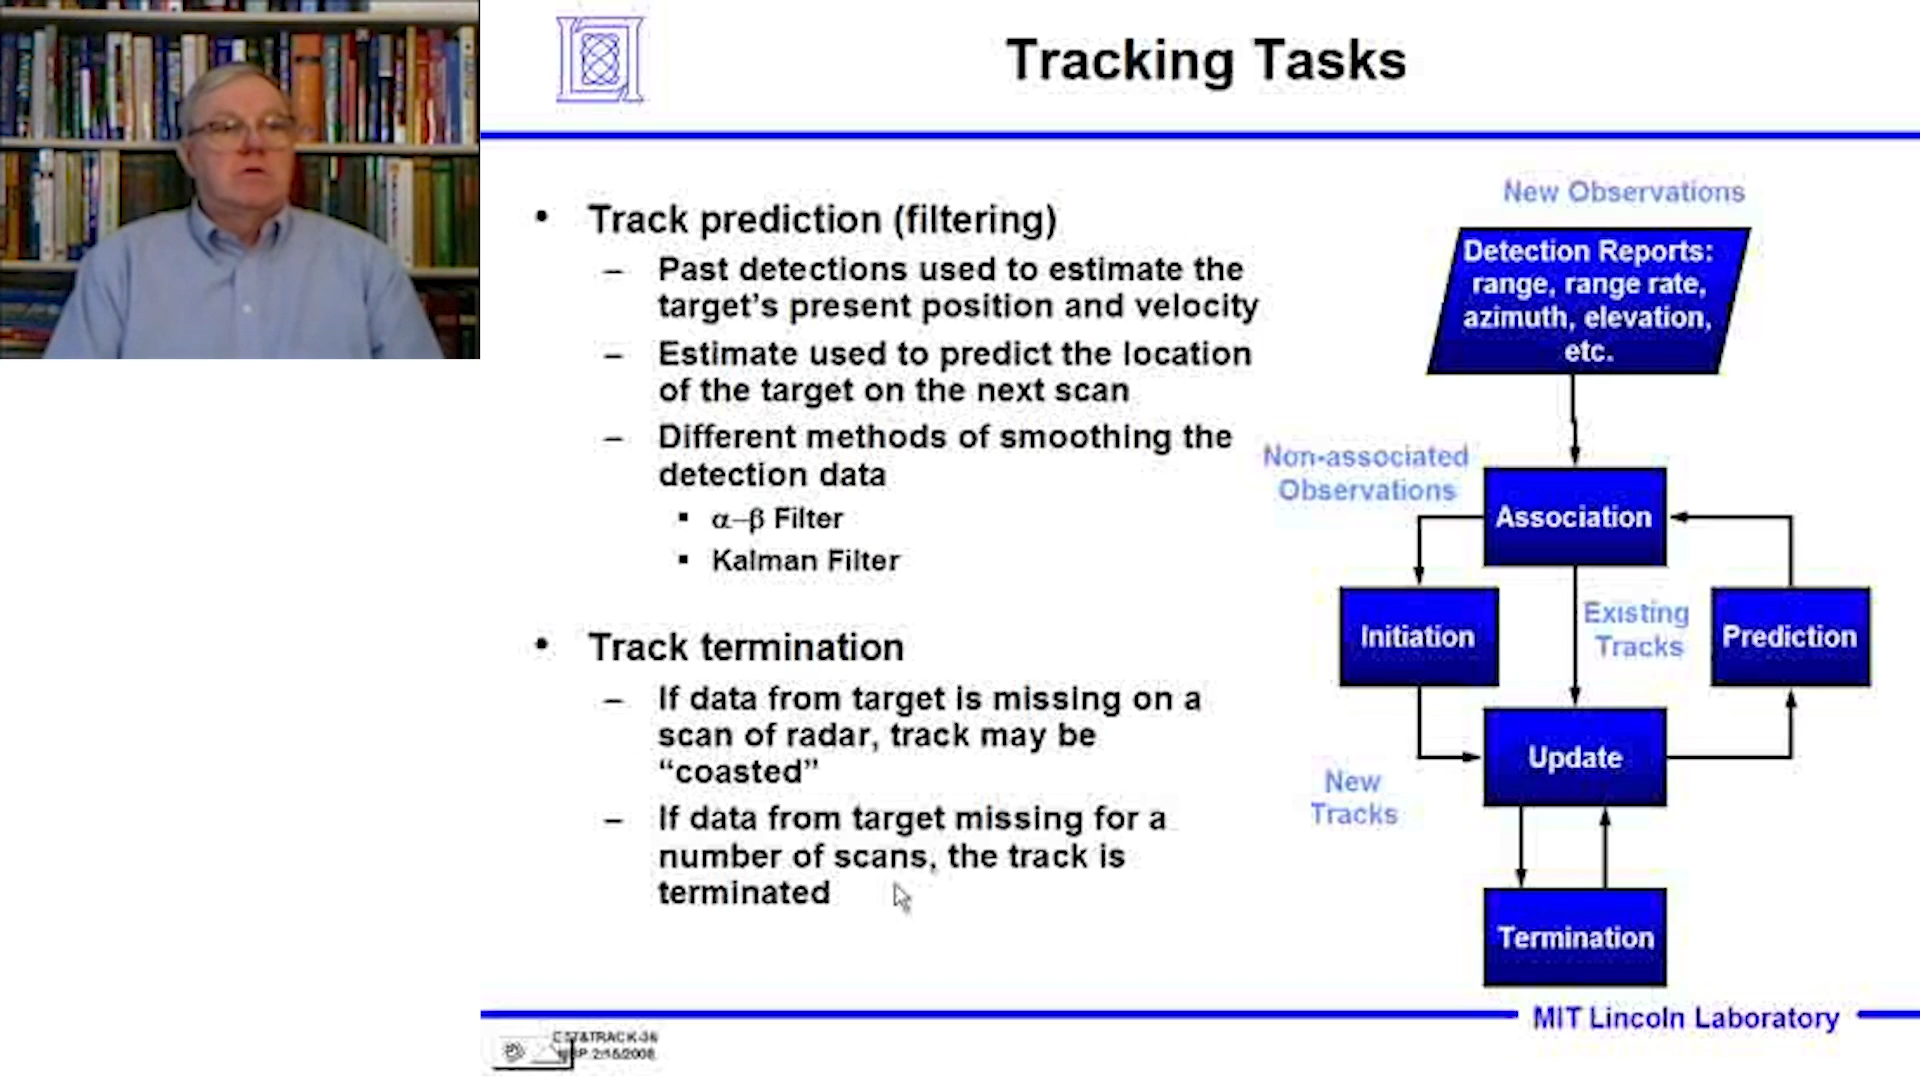 Tracking Tasks
• Track prediction (filtering)
– Past detections used to estimate the
target's present position and velocity
– Estimate used to predict the location
of the target on the next scan
– Different methods of smoothing the
detection data
▪ α–β Filter
▪ Kalman Filter
• Track termination
– If data from target is missing on a
scan of radar, track may be
“coasted”
– If data from target missing for a
number of scans, the track is
terminated
New Observations
Detection Reports:
range, range rate,
azimuth, elevation,
etc.
Non-associated
Observations
Association
Initiation
Existing
Tracks
Prediction
Update
New
Tracks
Termination
MIT Lincoln Laboratory